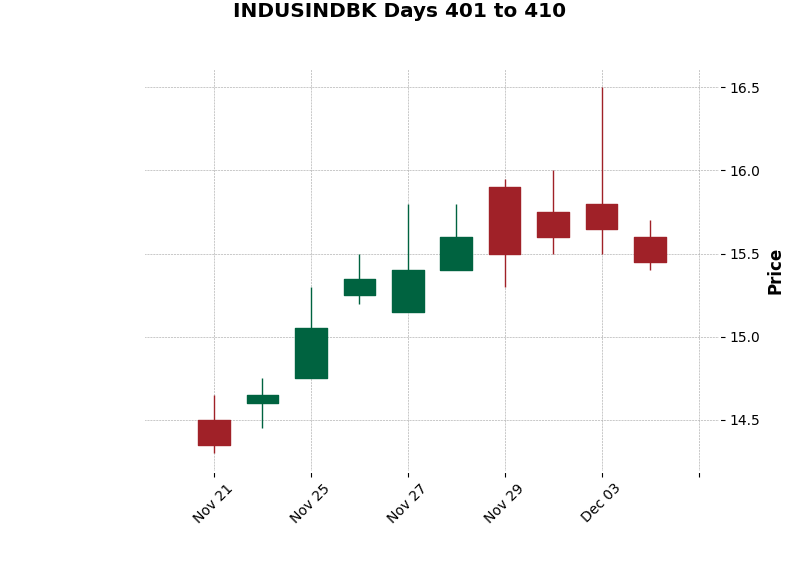 INDUSINDBK Days 401 to 410
16.5
16.0
15.5
15.0
14.5
Price
Nov 21
Nov 25
Nov 27
Nov 29
Dec 03